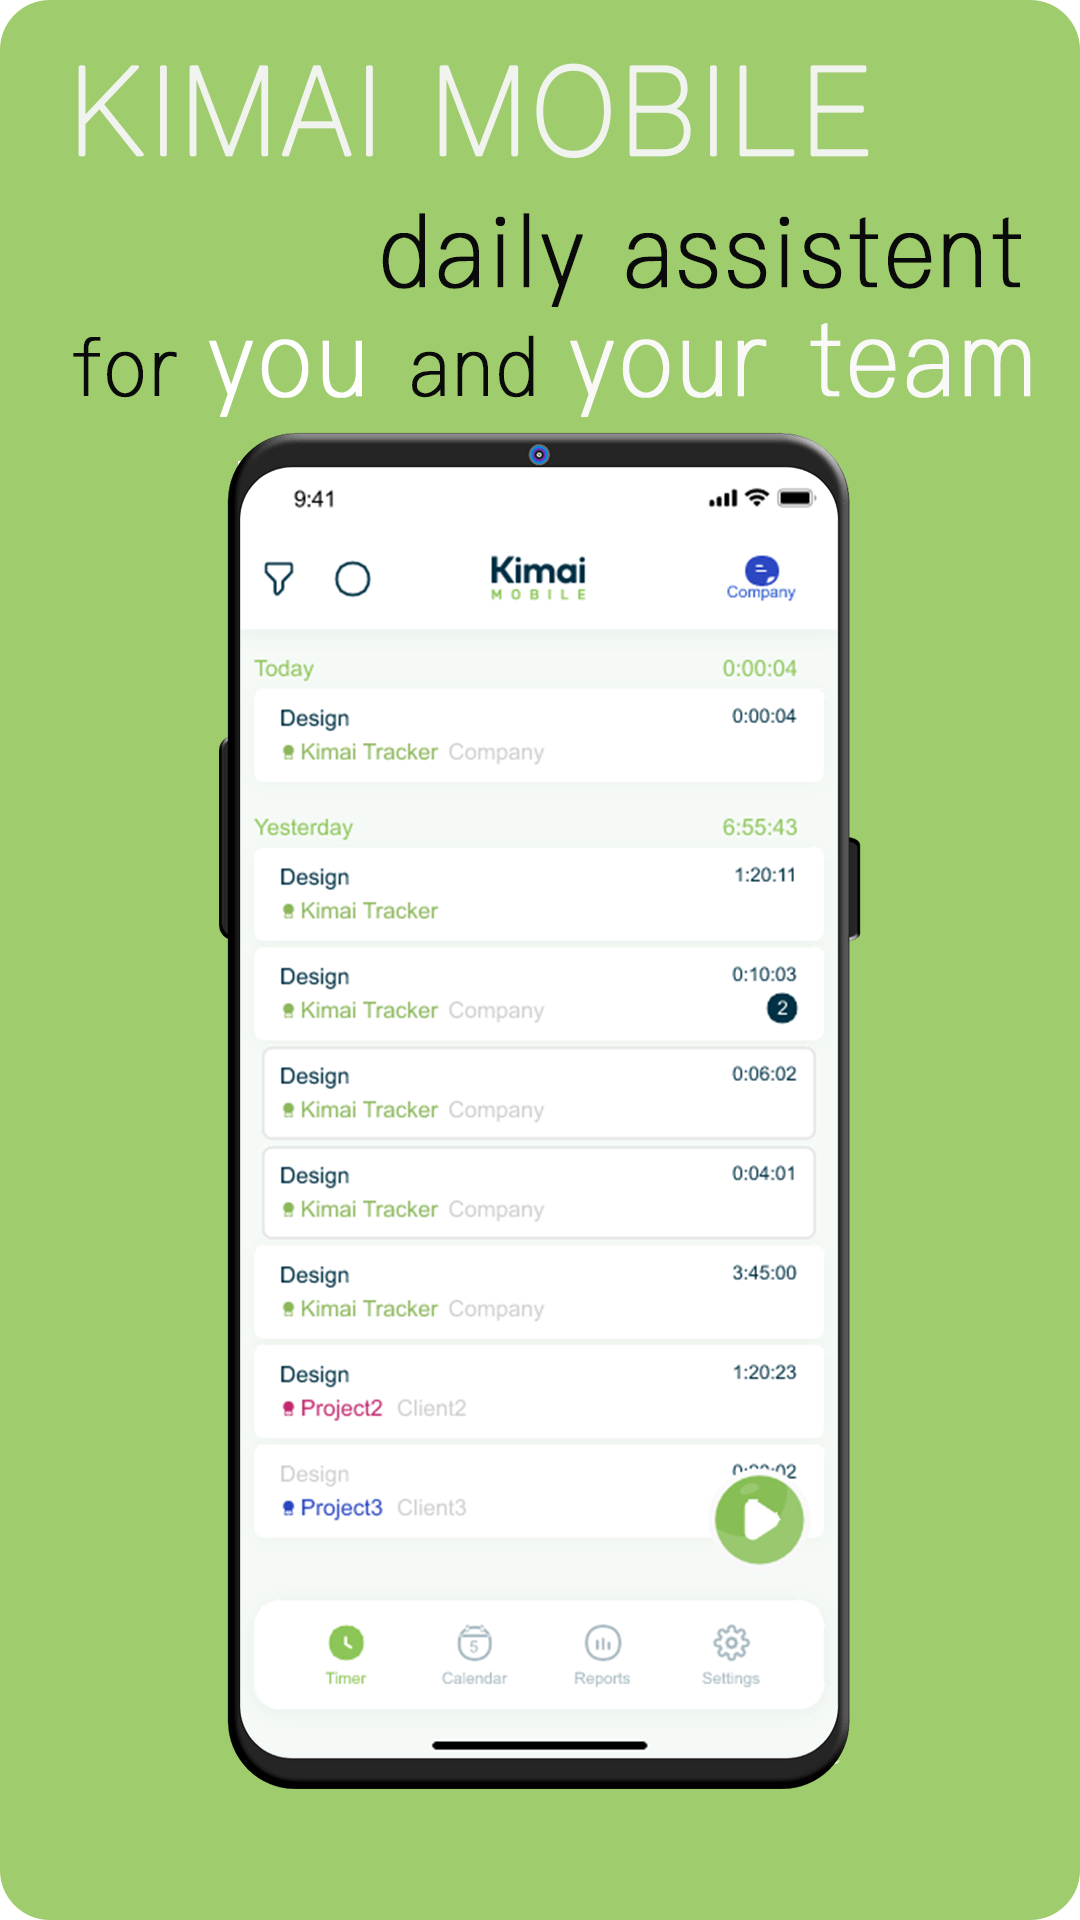 KIMAI MOBILE
daily assistent
for you and your team
9:41
Kimai
MOBILE
Company
Today 0:00:04
Design 0:00:04
Kimai Tracker Company
Yesterday 6:55:43
Design 1:20:11
Kimai Tracker
Design 0:10:03
Kimai Tracker Company 2
Design 0:06:02
Kimai Tracker Company
Design 0:04:01
Kimai Tracker Company
Design 3:45:00
Kimai Tracker Company
Design 1:20:23
Project2 Client2
Design
Project3 Client3
5
Timer Calendar Reports Settings